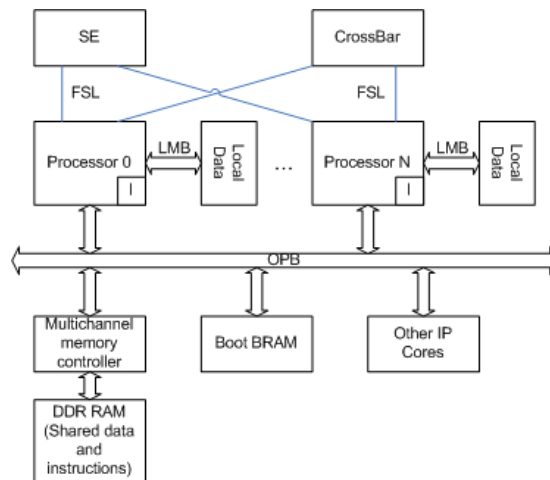 SE
CrossBar
FSL
FSL
Processor 0
I
LMB
Local
Data
...
Processor N
I
LMB
Local
Data
OPB
Multichannel
memory
controller
Boot BRAM
Other IP
Cores
DDR RAM
(Shared data
and
instructions)